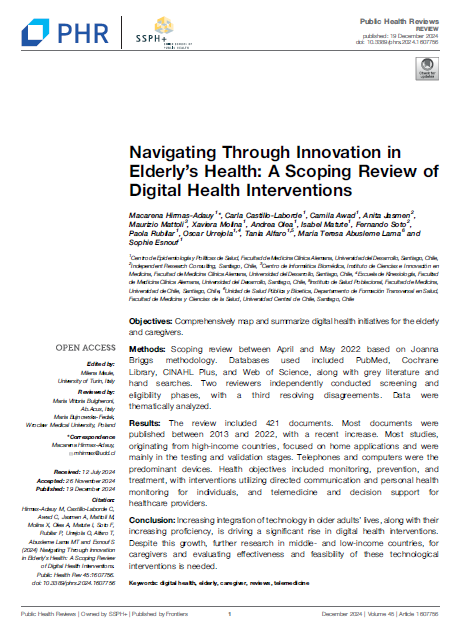 PHR
SSPH+
Public Health Reviews
REVIEW
published: 19 December 2024
doi: 10.3389/phrs.2024.1607756
Check for
updates
Navigating Through Innovation in
Elderly's Health: A Scoping Review of
Digital Health Interventions
Macarena Hirmas-Adauy1*, Carla Castillo-Laborde1, Camila Awad1, Anita Jasmen2,
Maurizio Mattoli3, Xaviera Molina1, Andrea Olea1, Isabel Matute1, Fernando Soto2,
Paola Rubilar1, Oscar Urrejola1,4, Tania Alfaro1,5, Maria Teresa Abusleme Lama6 and
Sophie Esnouf1
1Centro de Epidemiología y Políticas de Salud, Facultad de Medicina Clínica Alemana, Universidad del Desarrollo, Santiago, Chile,
2Independent Research Consulting, Santiago, Chile, 3Centro de Informática Biomédica, Instituto de Ciencias e Innovación en
Medicina, Facultad de Medicina Clínica Alemana, Universidad del Desarrollo, Santiago, Chile, 4Escuela de Kinesiología, Facultad
de Medicina Clínica Alemana, Universidad del Desarrollo, Santiago, Chile, 5Instituto de Salud Poblacional, Facultad de Medicina,
Universidad de Chile, Santiago, Chile, 6Unidad de Salud Pública y Bioética, Departamento de Formación Transversal en Salud,
Facultad de Medicina y Ciencias de la Salud, Universidad Central de Chile, Santiago, Chile
Objectives: Comprehensively map and summarize digital health initiatives for the elderly
and caregivers.
Methods: Scoping review between April and May 2022 based on Joanna
Briggs methodology. Databases used included PubMed, Cochrane
Library, CINAHL Plus, and Web of Science, along with grey literature and
hand searches. Two reviewers independently conducted screening and
eligibility phases, with a third resolving disagreements. Data were
thematically analyzed.
Results: The review included 421 documents. Most documents were
published between 2013 and 2022, with a recent increase. Most studies,
originating from high-income countries, focused on home applications and were
mainly in the testing and validation stages. Telephones and computers were the
predominant devices. Health objectives included monitoring, prevention, and
treatment, with interventions utilizing direct communication and personal health
monitoring for individuals, and telemedicine and decision support for
healthcare providers.
Conclusion: Increasing integration of technology in older adults' lives, along with their
increasing proficiency, is driving a significant rise in digital health interventions.
Despite this growth, further research in middle- and low-income countries, for
caregivers and evaluating effectiveness and feasibility of these technological
interventions is needed.
Keywords: digital health, elderly, caregiver, reviews, telemedicine
OPEN ACCESS
Edited by:
Milena Maule,
University of Turin, Italy
Reviewed by:
Maria Vittoria Bulgheroni,
Ab.Acus, Italy
Maria Bujnowska-Fedak,
Wroclaw Medical University, Poland
*Correspondence
Macarena Hirmas-Adauy,
mhirmas@udd.cl
Received: 12 July 2024
Accepted: 26 November 2024
Published: 19 December 2024
Citation:
Hirmas-Adauy M, Castillo-Laborde C,
Awad C, Jasmen A, Mattoli M,
Molina X, Olea A, Matute I, Soto F,
Rubilar P, Urrejola O, Alfaro T,
Abusleme Lama MT and Esnouf S
(2024) Navigating Through Innovation
in Elderly's Health: A Scoping Review
of Digital Health Interventions.
Public Health Rev 45:1607756.
doi: 10.3389/phrs.2024.1607756
Public Health Reviews | Owned by SSPH+ | Published by Frontiers
1
December 2024 | Volume 45 | Article 1607756